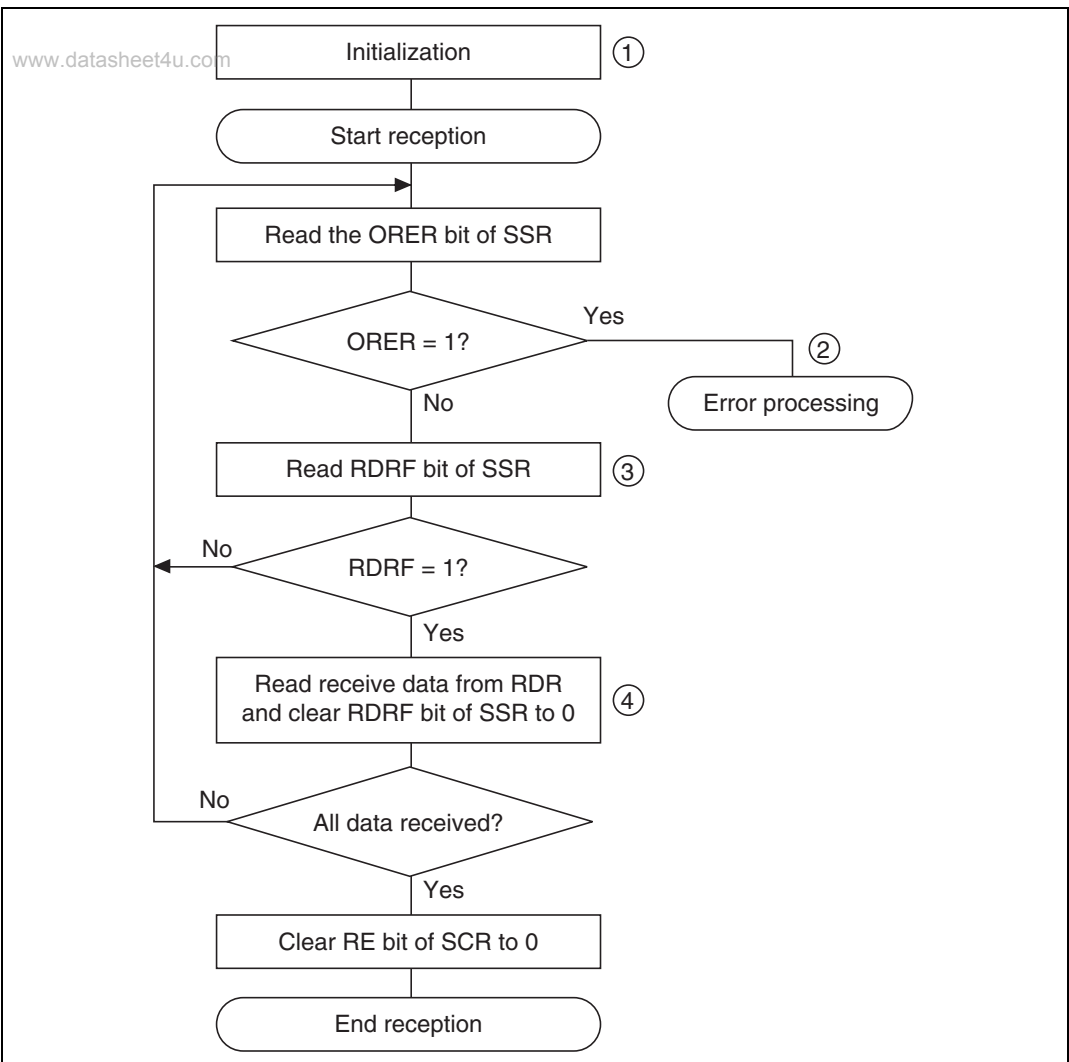 www.datasheet4u.com
Initialization
1
Start reception
Read the ORER bit of SSR
ORER = 1?
Yes
2
Error processing
No
Read RDRF bit of SSR
3
No
RDRF = 1?
Yes
Read receive data from RDR
and clear RDRF bit of SSR to 0
4
No
All data received?
Yes
Clear RE bit of SCR to 0
End reception